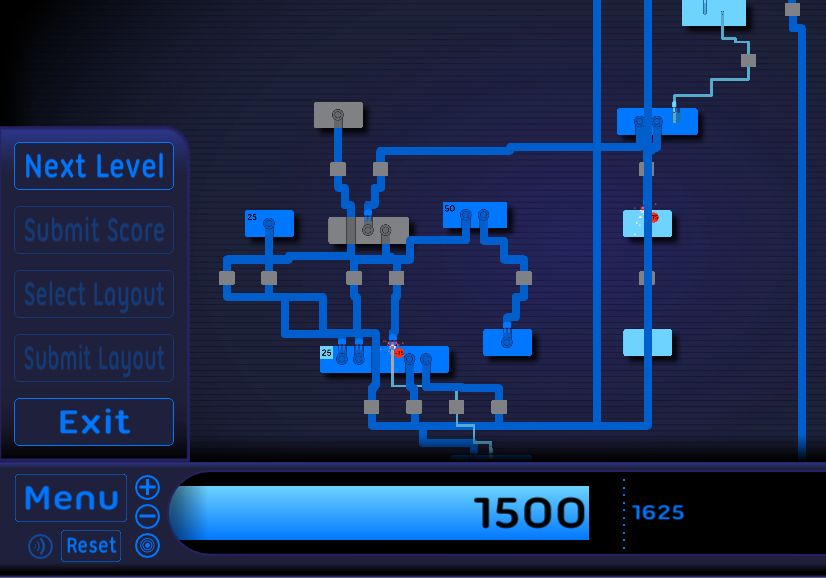 Next Level
Submit Score
Select Layout
Submit Layout
Exit
25
50
25
Menu
Reset
1500
1625